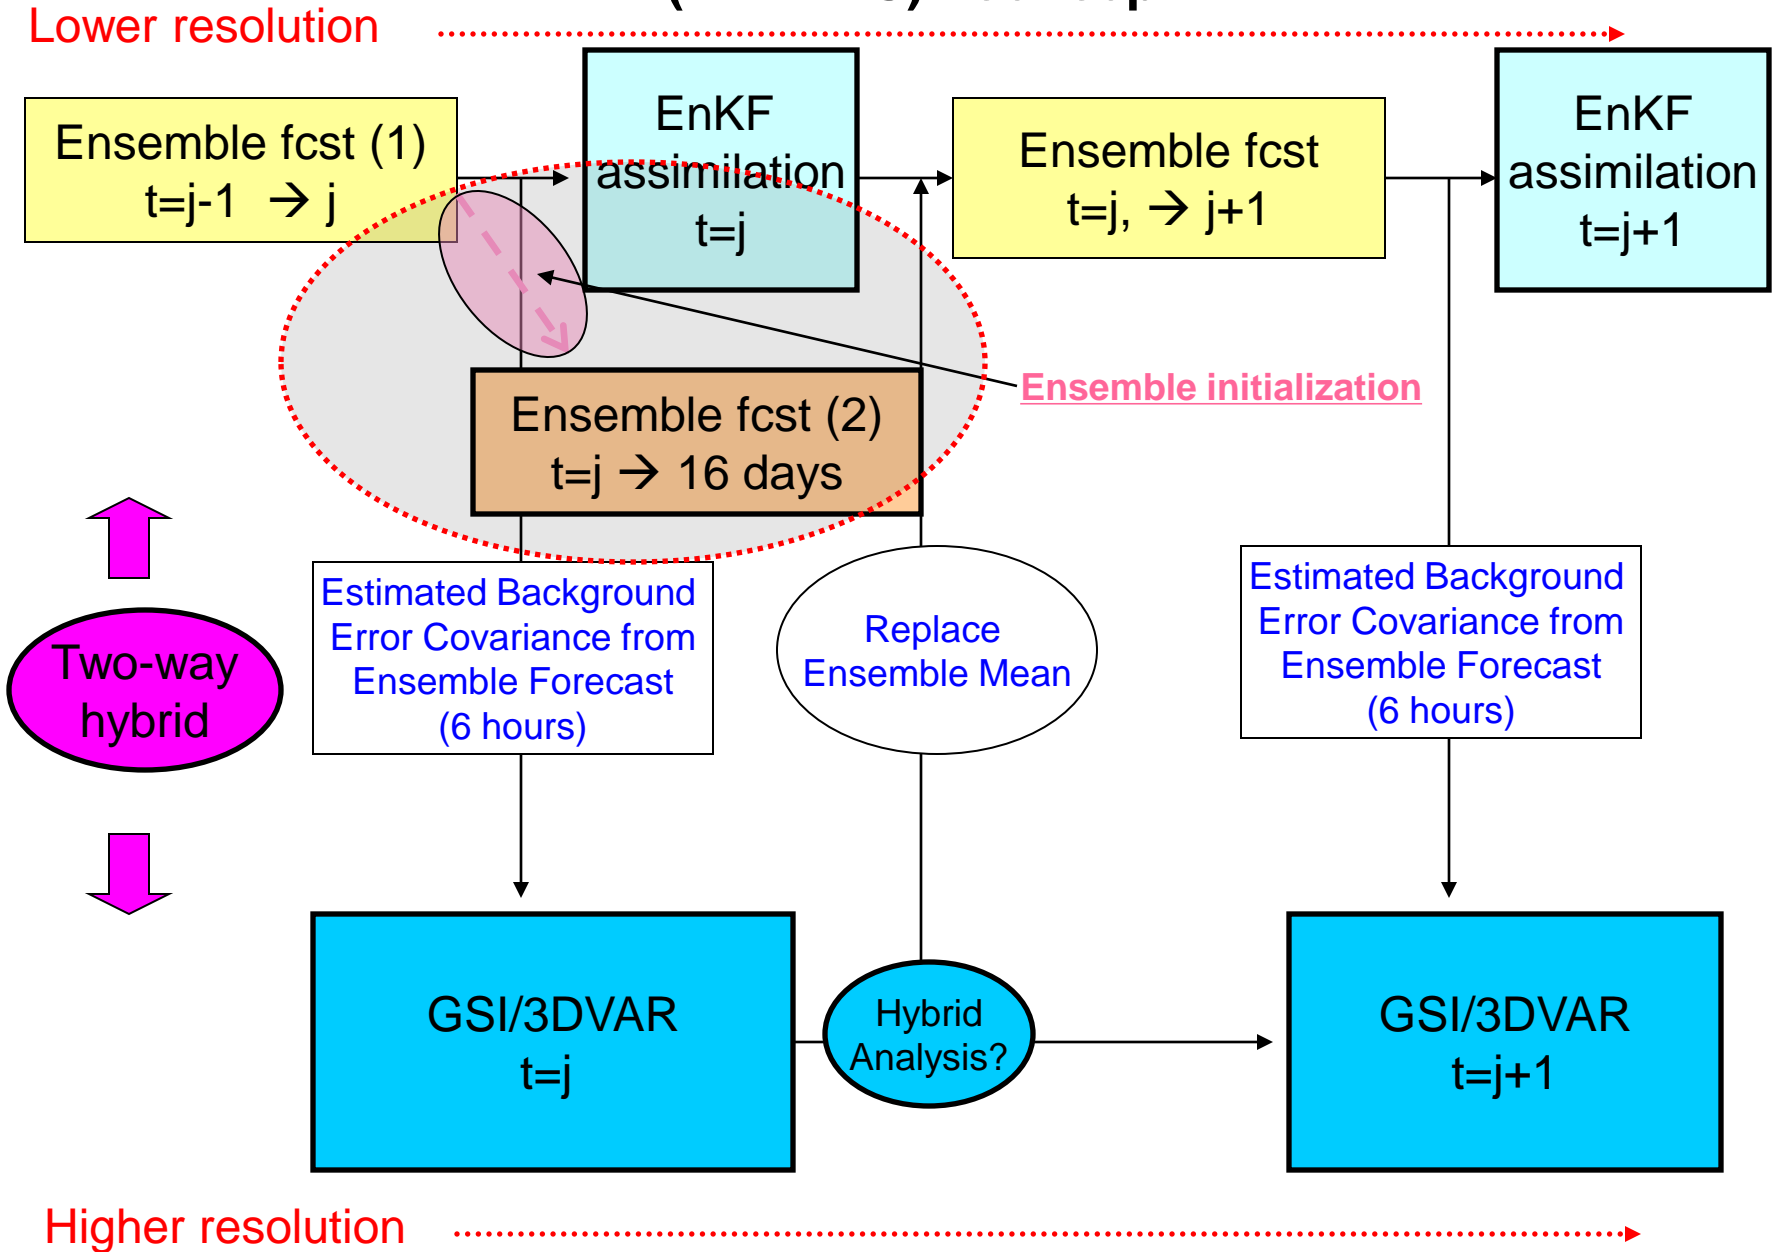 Lower resolution
Ensemble fcst (1)
t=j-1 → j
EnKF
assimilation
t=j
Ensemble fcst
t=j, → j+1
EnKF
assimilation
t=j+1
Ensemble initialization
Ensemble fcst (2)
t=j → 16 days
Two-way
hybrid
Estimated Background
Error Covariance from
Ensemble Forecast
(6 hours)
Replace
Ensemble Mean
Estimated Background
Error Covariance from
Ensemble Forecast
(6 hours)
GSI/3DVAR
t=j
Hybrid
Analysis?
GSI/3DVAR
t=j+1
Higher resolution